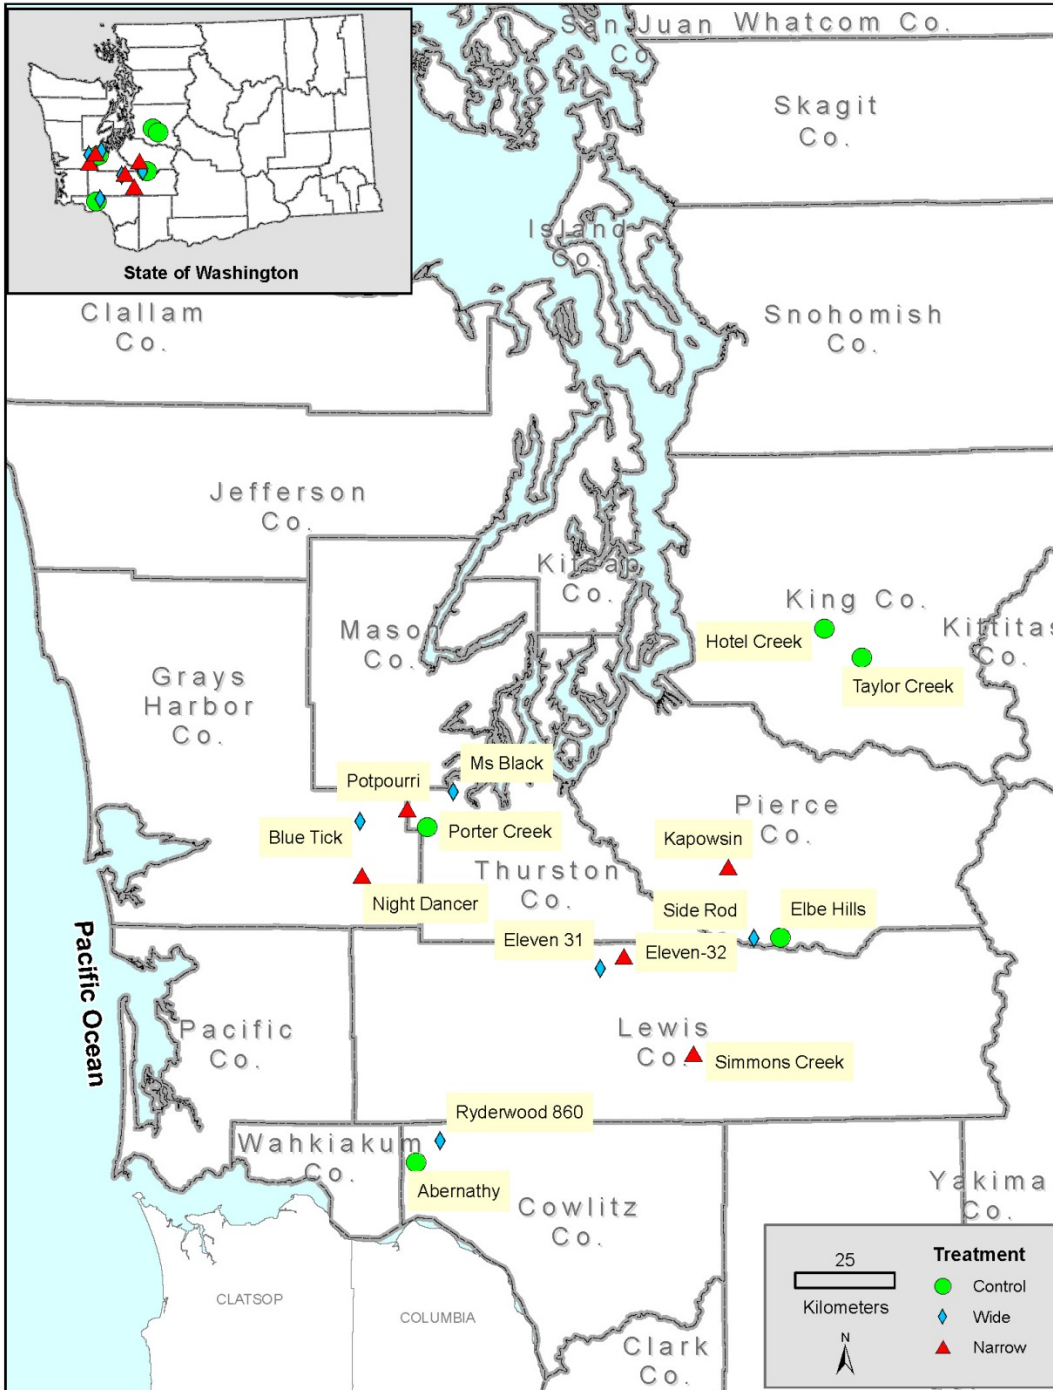 San Juan
Co.
Whatcom Co.
Skagit
Co.
State of Washington
Island
Co.
Clallam
Co.
Snohomish
Co.
Jefferson
Co.
Kitsap
Co.
King Co.
Kittitas
Co.
Mason
Co.
Hotel Creek
Taylor Creek
Grays
Harbor
Co.
Ms Black
Potpourri
Blue Tick
Porter Creek
Pierce
Co.
Kapowsin
Thurston
Co.
Night Dancer
Side Rod
Elbe Hills
Eleven 31
Eleven-32
Pacific Ocean
Pacific
Co.
Lewis
Co.
Simmons Creek
Ryderwood 860
Wahkiakum
Co.
Abernathy
Cowlitz
Co.
Yakima
Co.
CLATSOP
COLUMBIA
Clark
Co.
25
Kilometers
N
Treatment
Control
Wide
Narrow